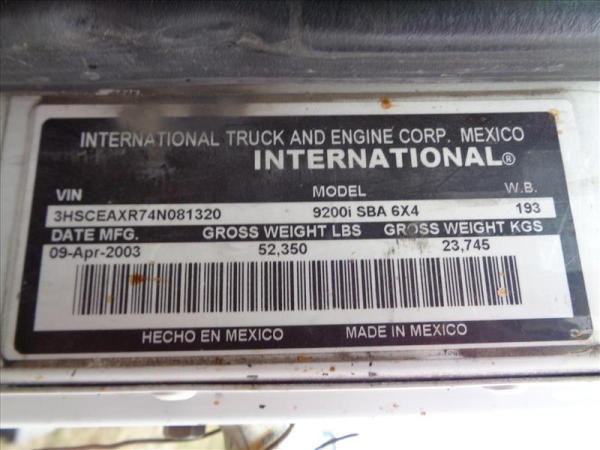 INTERNATIONAL TRUCK AND ENGINE CORP. MEXICO
INTERNATIONAL®
VIN MODEL W.B.
3HSCEAXR74N081320 9200i SBA 6X4 193
DATE MFG. GROSS WEIGHT LBS GROSS WEIGHT KGS
09-Apr-2003 52,350 23,745
HECHO EN MEXICO MADE IN MEXICO